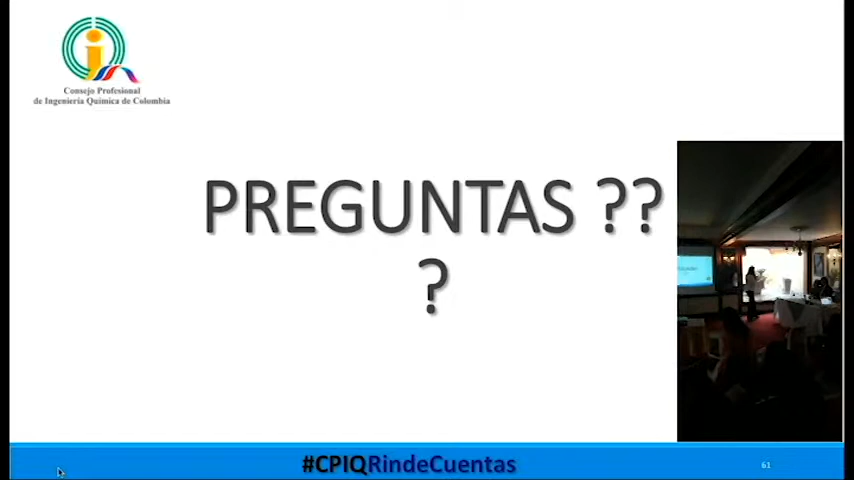 Consejo Profesional
de Ingeniería Química de Colombia
PREGUNTAS ??
?
#CPIQRindeCuentas
61